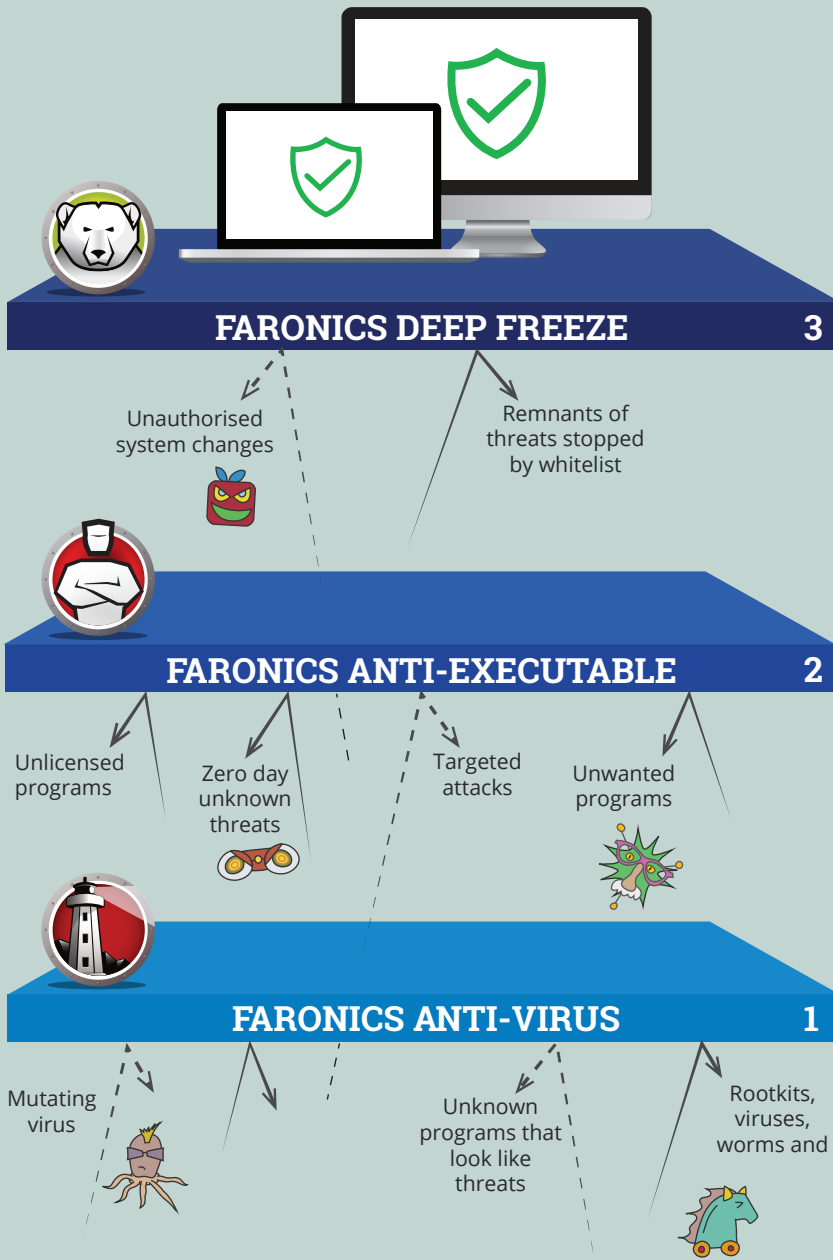 FARONICS DEEP FREEZE 3
Unauthorised
system changes
Remnants of
threats stopped
by whitelist
FARONICS ANTI-EXECUTABLE 2
Unlicensed
programs
Zero day
unknown
threats
Targeted
attacks
Unwanted
programs
FARONICS ANTI-VIRUS 1
Mutating
virus
Unknown
programs that
look like
threats
Rootkits,
viruses,
worms and